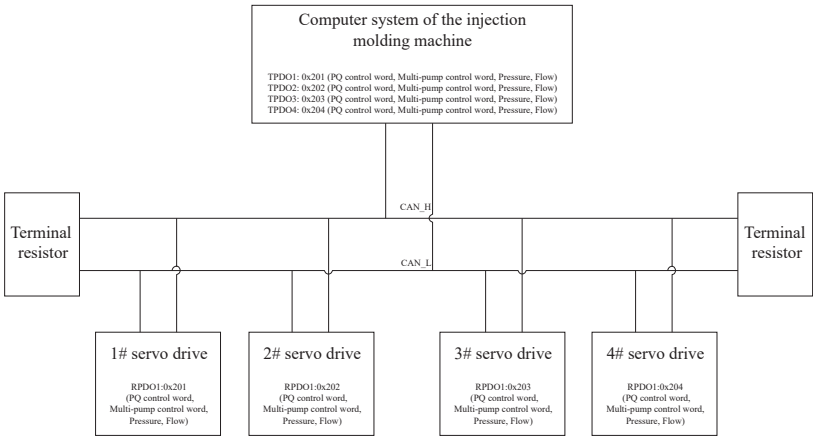 Computer system of the injection
molding machine
TPDO1: 0x201 (PQ control word, Multi-pump control word, Pressure, Flow)
TPDO2: 0x202 (PQ control word, Multi-pump control word, Pressure, Flow)
TPDO3: 0x203 (PQ control word, Multi-pump control word, Pressure, Flow)
TPDO4: 0x204 (PQ control word, Multi-pump control word, Pressure, Flow)
Terminal
resistor
CAN_H
CAN_L
Terminal
resistor
1# servo drive
RPDO1:0x201
(PQ word,
Multi-pump control word,
Pressure, Flow)
2# servo drive
RPDO1:0x202
(PQ word,
Multi-pump control word,
Pressure, Flow)
3# servo drive
RPDO1:0x203
(PQ word,
Multi-pump control word,
Pressure, Flow)
4# servo drive
RPDO1:0x204
(PQ word,
Multi-pump control word,
Pressure, Flow)